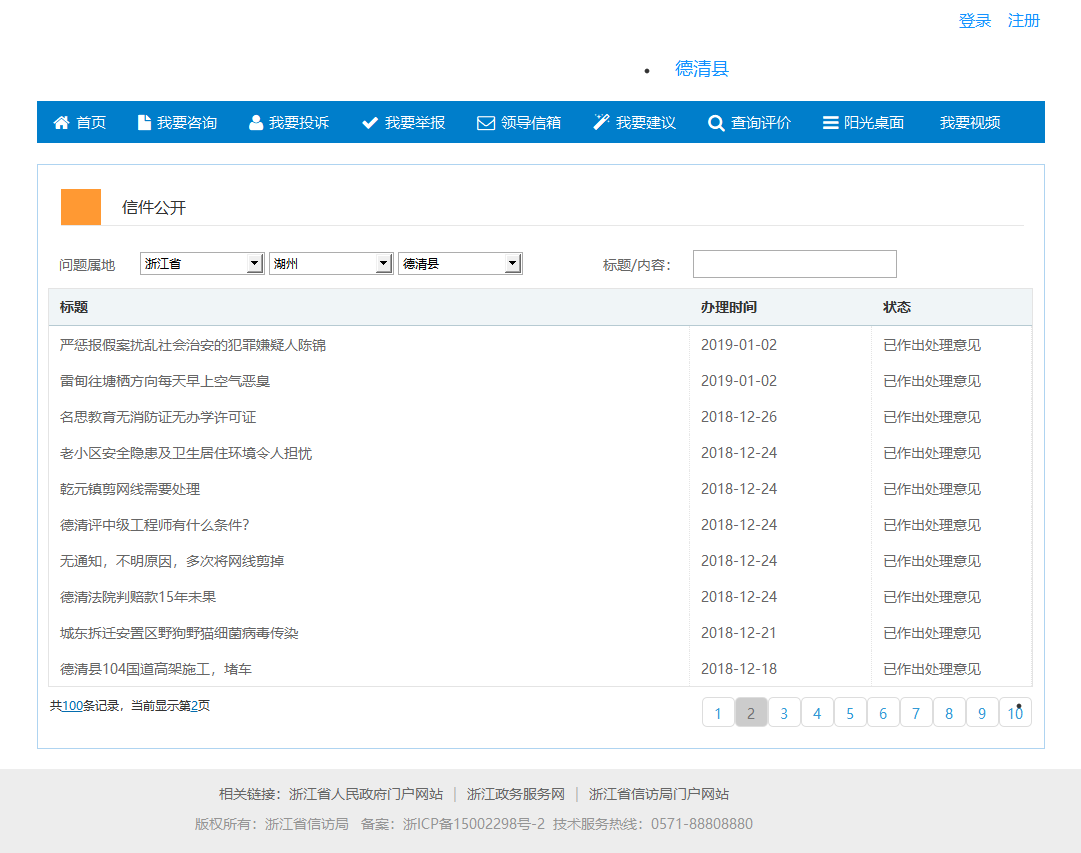 登录 注册
德清县
首页 我要咨询 我要投诉 我要举报 领导信箱 我要建议 查询评价 阳光桌面 我要视频
信件公开
问题属地 浙江省 湖州 德清县 标题/内容：
标题 办理时间 状态
严惩报假案扰乱社会治安的犯罪嫌疑人陈锦 2019-01-02 已作出处理意见
雷甸往塘栖方向每天早上空气恶臭 2019-01-02 已作出处理意见
名思教育无消防证无办学许可证 2018-12-26 已作出处理意见
老小区安全隐患及卫生居住环境令人担忧 2018-12-24 已作出处理意见
乾元镇剪网线需要处理 2018-12-24 已作出处理意见
德清评中级工程师有什么条件？ 2018-12-24 已作出处理意见
无通知，不明原因，多次将网线剪掉 2018-12-24 已作出处理意见
德清法院判赔款15年未果 2018-12-24 已作出处理意见
城东拆迁安置区野狗野猫细菌病毒传染 2018-12-21 已作出处理意见
德清县104国道高架施工，堵车 2018-12-18 已作出处理意见
共100条记录，当前显示第2页 1 2 3 4 5 6 7 8 9 10
相关链接：浙江省人民政府门户网站 | 浙江政务服务网 | 浙江省信访局门户网站
版权所有：浙江省信访局 备案：浙ICP备15002298号-2 技术服务热线：0571-88808880